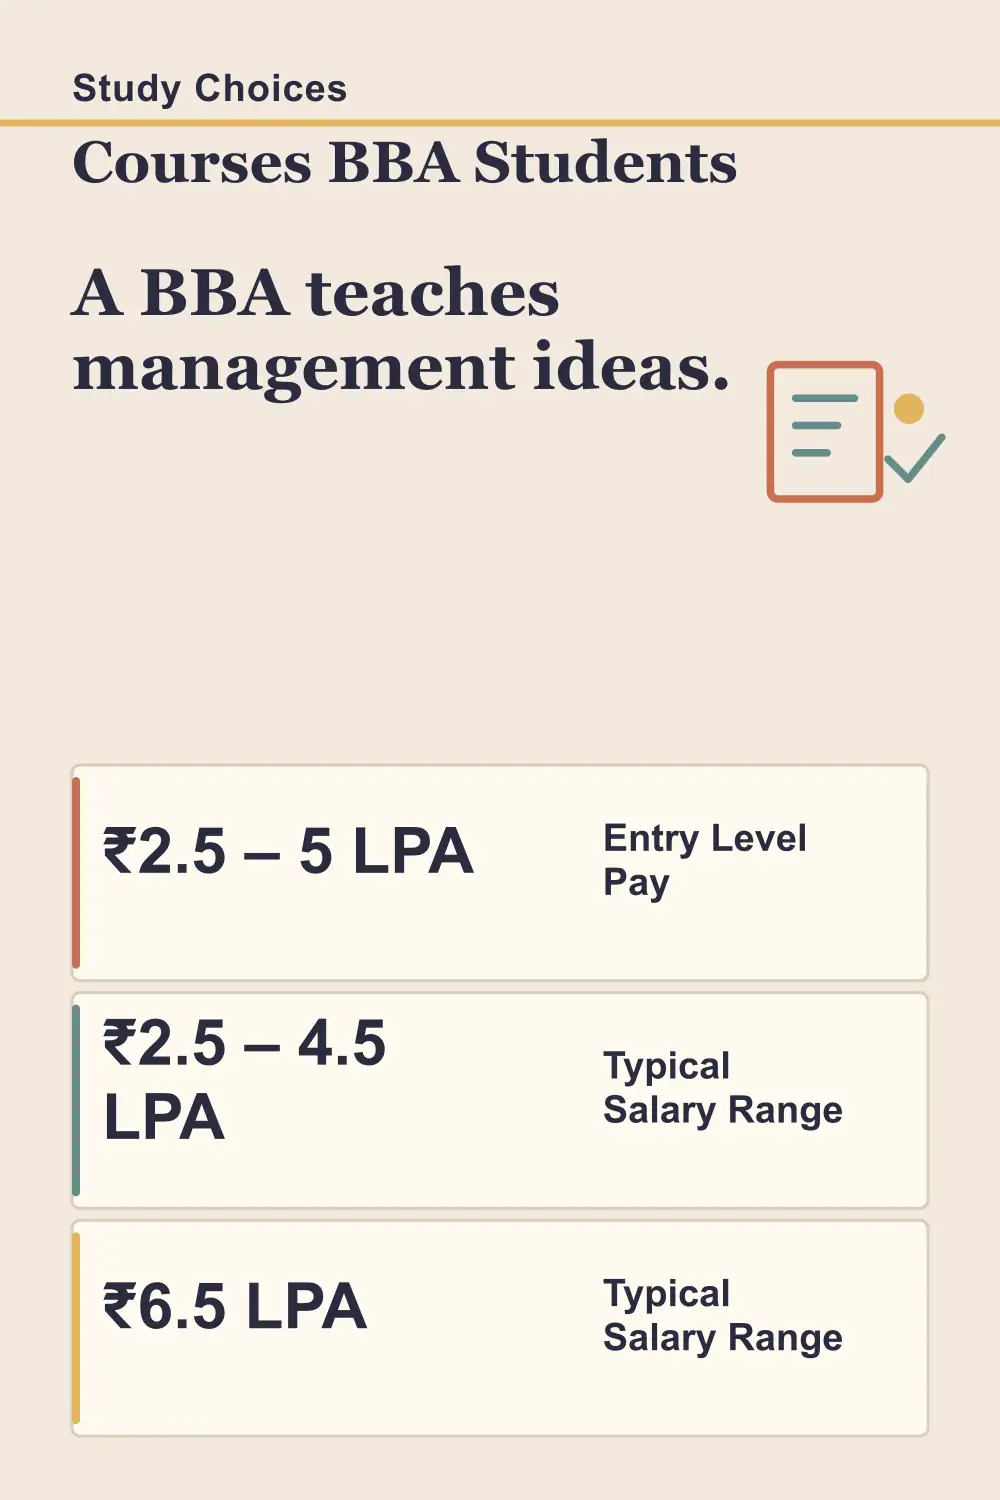 Study Choices
Courses BBA Students
A BBA teaches
management ideas.
₹2.5 – 5 LPA
Entry Level
Pay
₹2.5 – 4.5
LPA
Typical
Salary Range
₹6.5 LPA
Typical
Salary Range